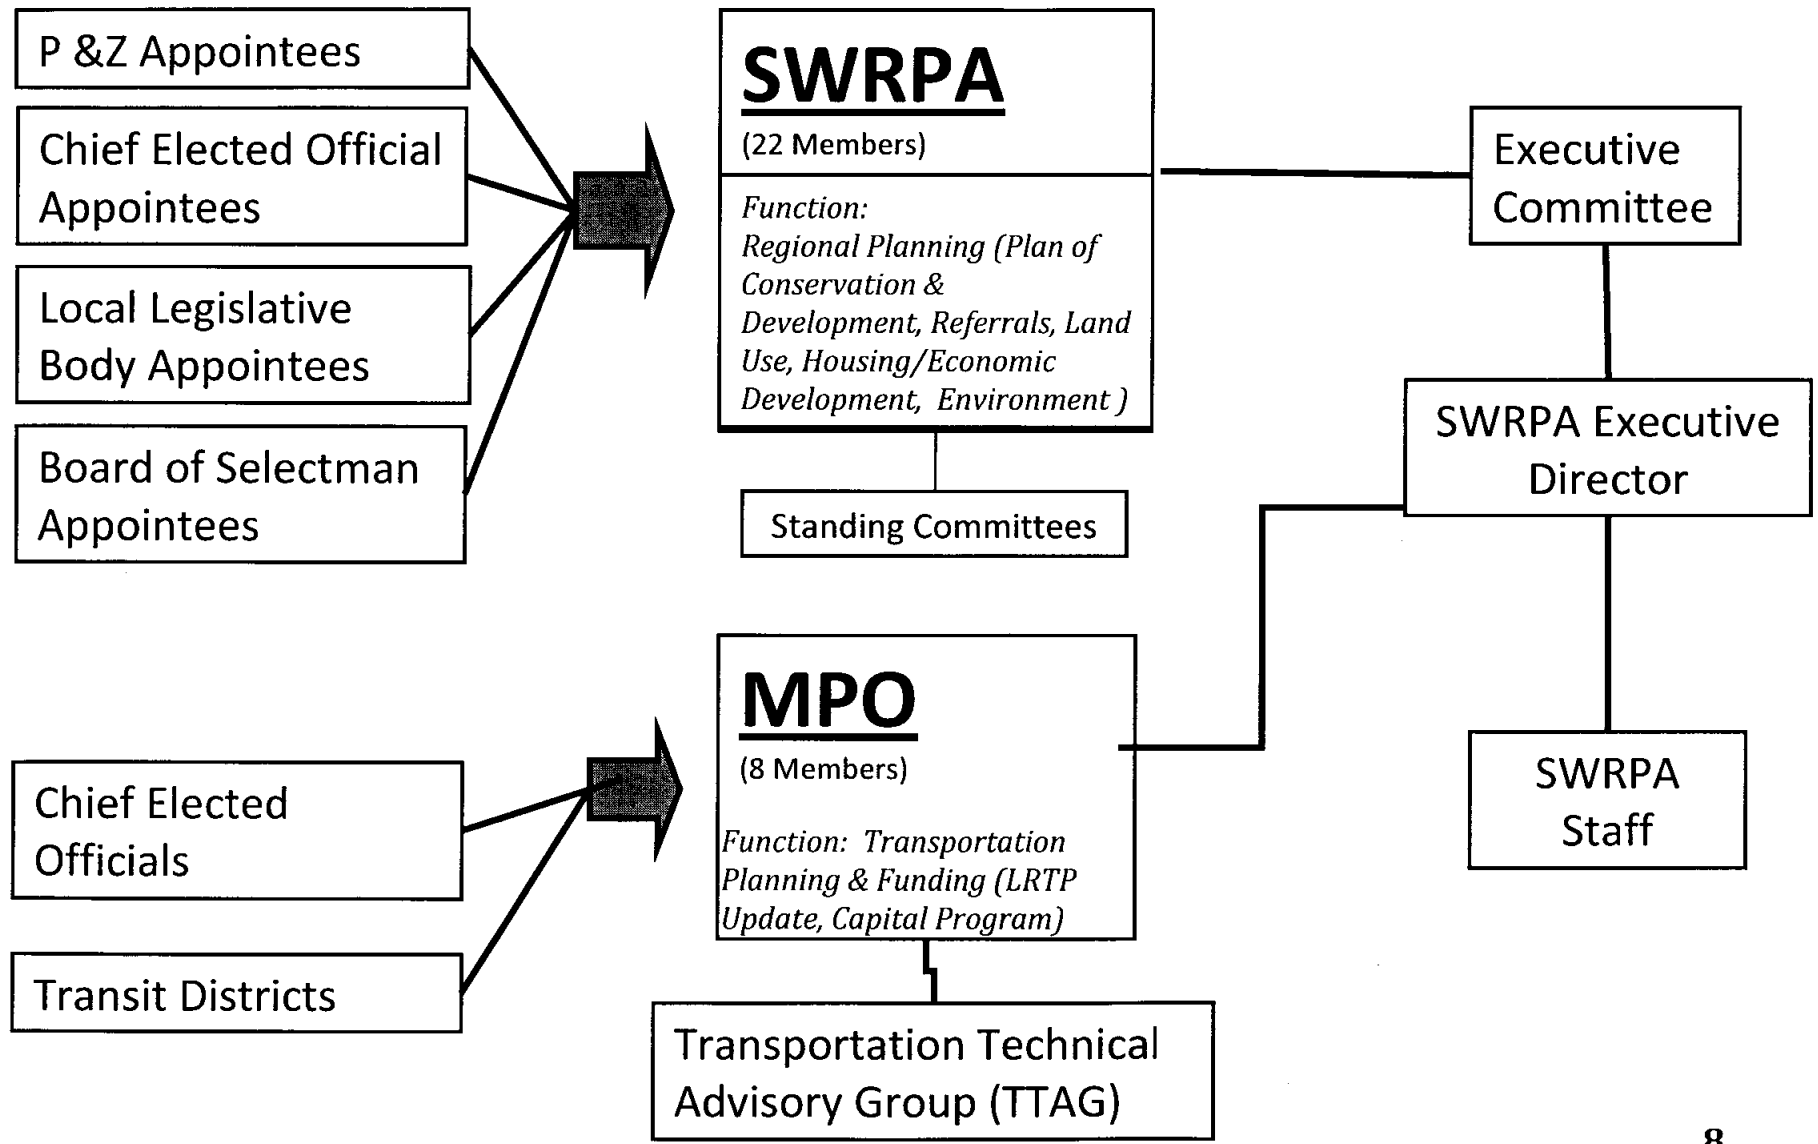 P &Z Appointees
Chief Elected Official
Appointees
Local Legislative
Body Appointees
Board of Selectman
Appointees
SWRPA
(22 Members)
Function:
Regional Planning (Plan of
Conservation &
Development, Referrals, Land
Use, Housing/Economic
Development, Environment )
Standing Committees
Executive
Committee
SWRPA Executive
Director
SWRPA
Staff
Chief Elected
Officials
Transit Districts
MPO
(8 Members)
Function: Transportation
Planning & Funding (LRTP
Update, Capital Program)
Transportation Technical
Advisory Group (TTAG)
8